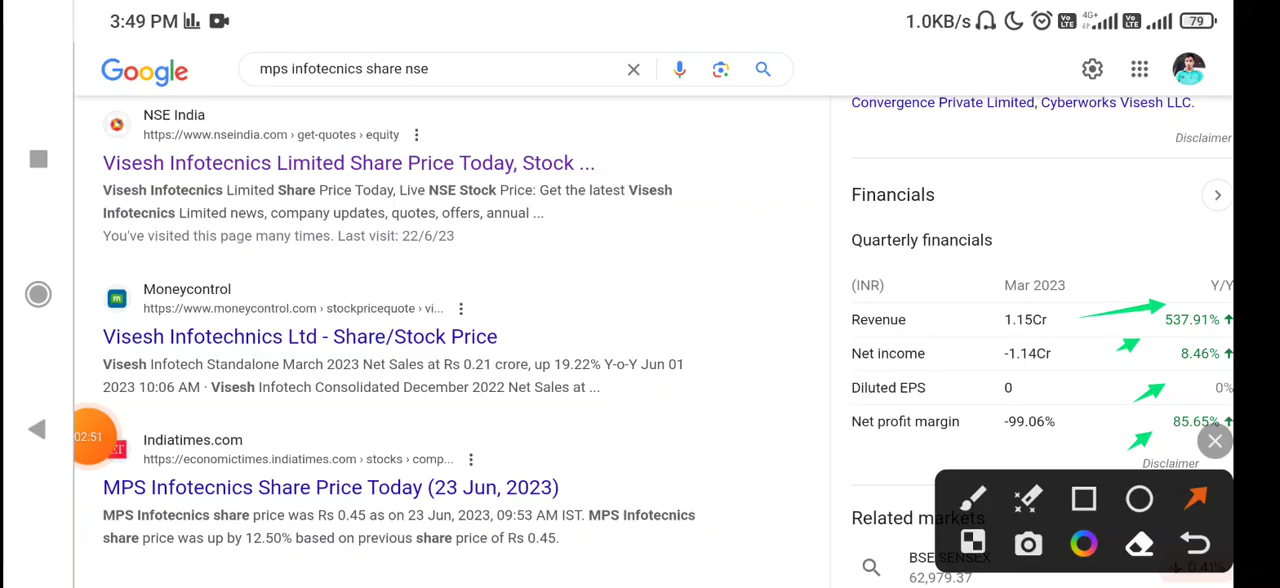 3:49 PM
1.0KB/s
Vo LTE
4G+
Vo LTE
79
Google
mps infotecnics share nse
NSE India
https://www.nseindia.com › get-quotes › equity
Visesh Infotecnics Limited Share Price Today, Stock ...
Visesh Infotecnics Limited Share Price Today, Live NSE Stock Price: Get the latest Visesh
Infotecnics Limited news, company updates, quotes, offers, annual ...
You've visited this page many times. Last visit: 22/6/23
m
Moneycontrol
https://www.moneycontrol.com › stockpricequote › vi...
Visesh Infotechnics Ltd - Share/Stock Price
Visesh Infotech Standalone March 2023 Net Sales at Rs 0.21 crore, up 19.22% Y-o-Y Jun 01
2023 10:06 AM · Visesh Infotech Consolidated December 2022 Net Sales at ...
02:51
ET
Indiatimes.com
https://economictimes.indiatimes.com › stocks › comp...
MPS Infotecnics Share Price Today (23 Jun, 2023)
MPS Infotecnics share price was Rs 0.45 as on 23 Jun, 2023, 09:53 AM IST. MPS Infotecnics
share price was up by 12.50% based on previous share price of Rs 0.45.
Convergence Private Limited, Cyberworks Visesh LLC.
Disclaimer
Financials
Quarterly financials
(INR) Mar 2023 Y/Y
Revenue 1.15Cr 537.91%
Net income -1.14Cr 8.46%
Diluted EPS 0 0%
Net profit margin -99.06% 85.65%
Disclaimer
Related markets
BSE SENSEX
62,979.37
0.41%